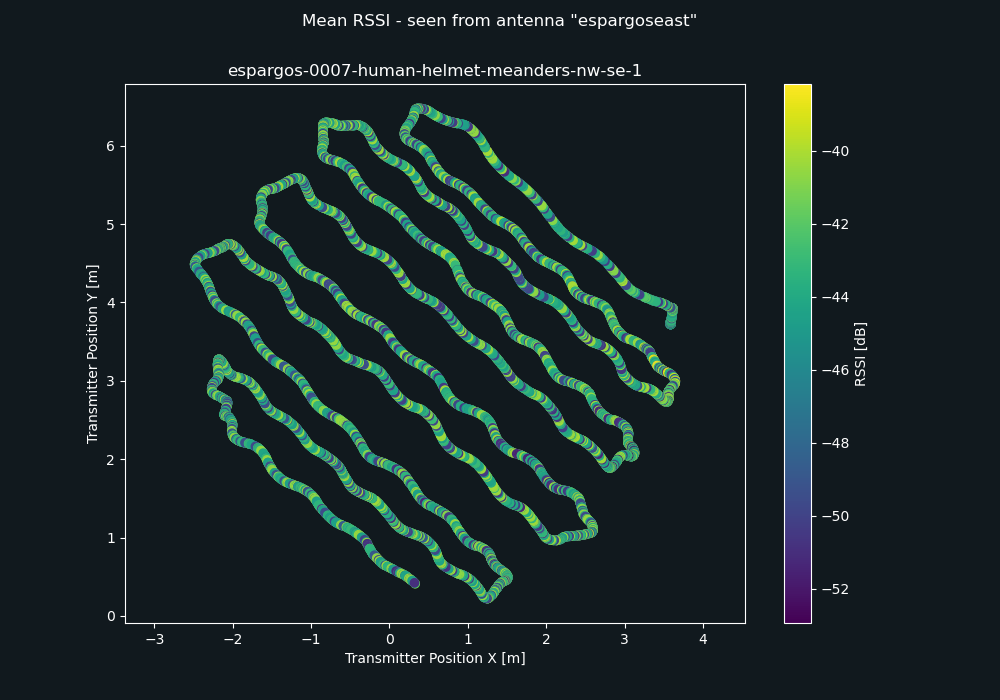 Mean RSSI - seen from antenna "espargoseast"
espargos-0007-human-helmet-meanders-nw-se-1
6
5
4
3
2
1
0
Transmitter Position Y [m]
−3 −2 −1 0 1 2 3 4
Transmitter Position X [m]
−40
−42
−44
−46
−48
−50
−52
RSSI [dB]